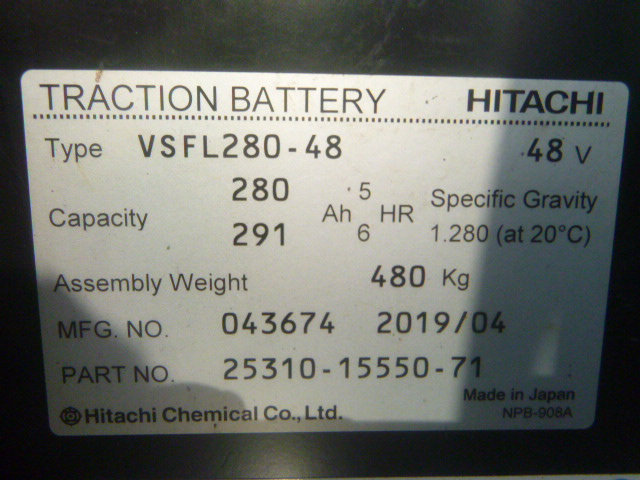 TRACTION BATTERY HITACHI
Type VSFL280-48 48 V
Capacity 280 Ah 5 HR Specific Gravity
291 6 1.280 (at 20°C)
Assembly Weight 480 Kg
MFG. NO. 043674 2019/04
PART NO. 25310-15550-71
Made in Japan
Hitachi Chemical Co., Ltd. NPB-908A